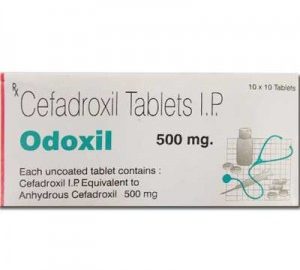 Rx
Cefadroxil Tablets I.P.
10 x 10 Tablets
Odoxil
500 mg.
Each uncoated tablet contains :
Cefadroxil I.P. Equivalent to
Anhydrous Cefadroxil 500 mg